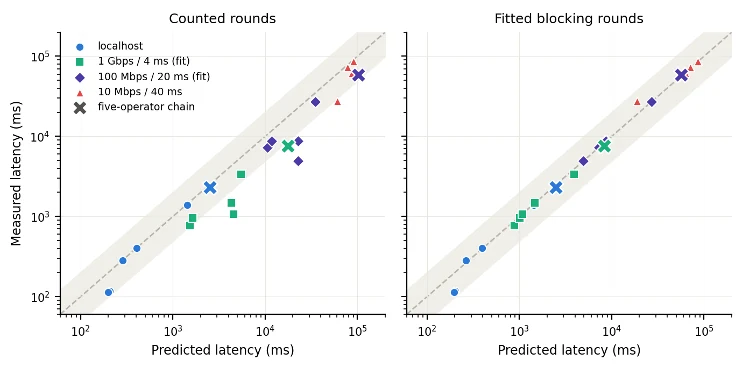 Counted rounds
Fitted blocking rounds
localhost
1 Gbps / 4 ms (fit)
100 Mbps / 20 ms (fit)
10 Mbps / 40 ms
five-operator chain
Measured latency (ms)
10⁵
10⁴
10³
10²
10² 10³ 10⁴ 10⁵
10² 10³ 10⁴ 10⁵
Predicted latency (ms)
Predicted latency (ms)